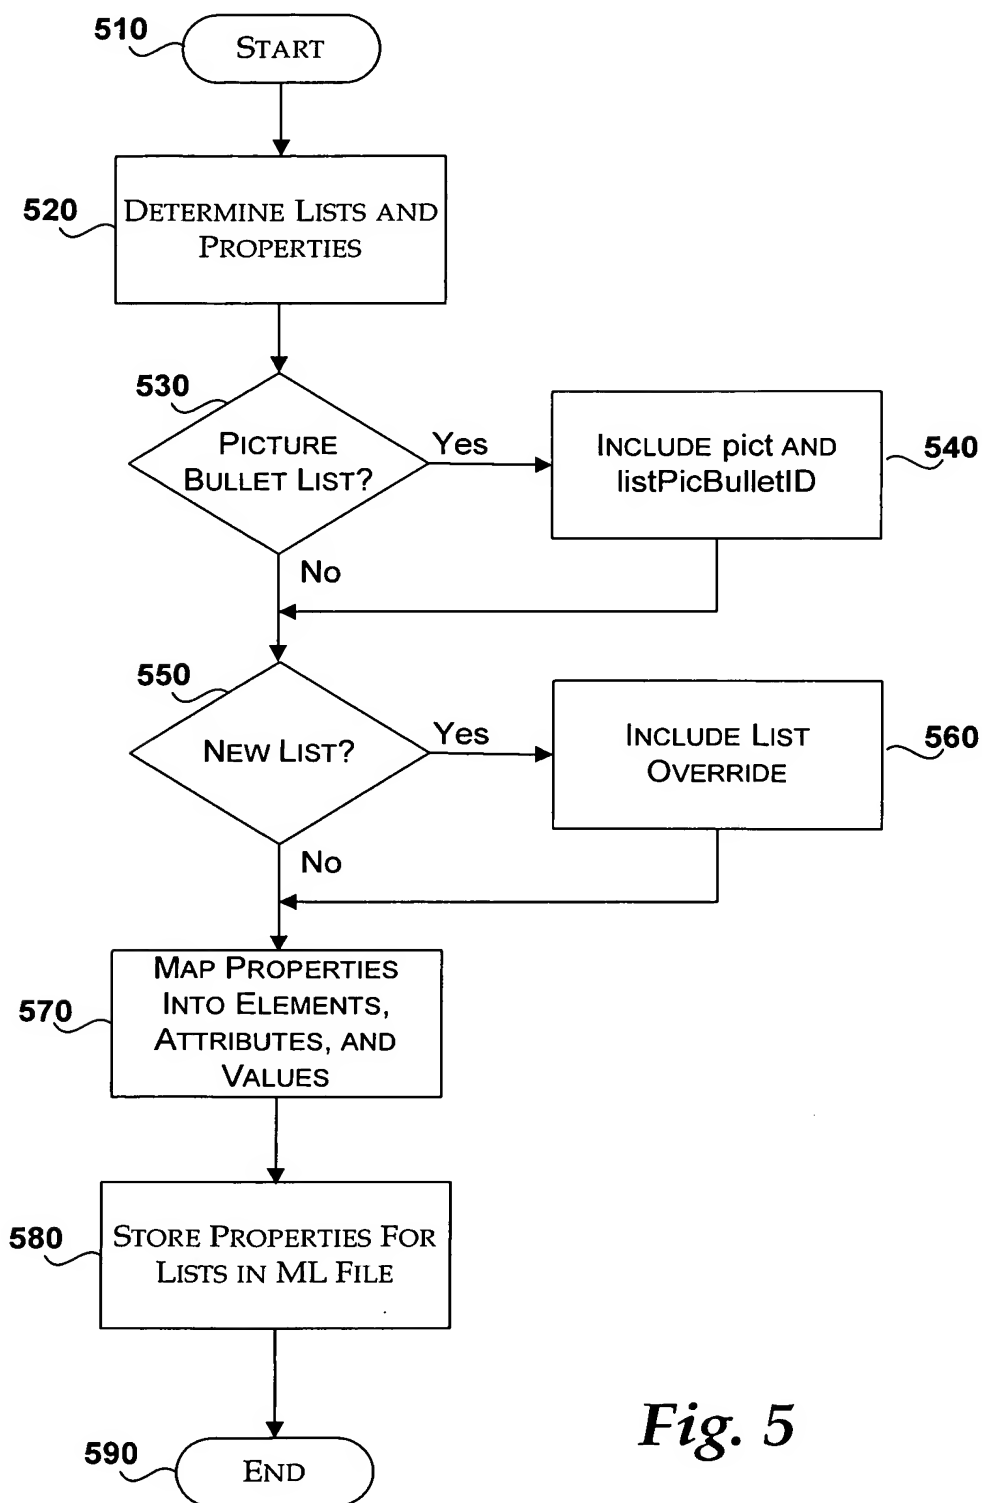 510
START
520
DETERMINE LISTS AND
PROPERTIES
530
PICTURE
BULLET LIST?
Yes
INCLUDE pict AND
listPicBulletID
540
No
550
NEW LIST?
Yes
INCLUDE LIST
OVERRIDE
560
No
570
MAP PROPERTIES
INTO ELEMENTS,
ATTRIBUTES, AND
VALUES
580
STORE PROPERTIES FOR
LISTS IN ML FILE
590
END
Fig. 5